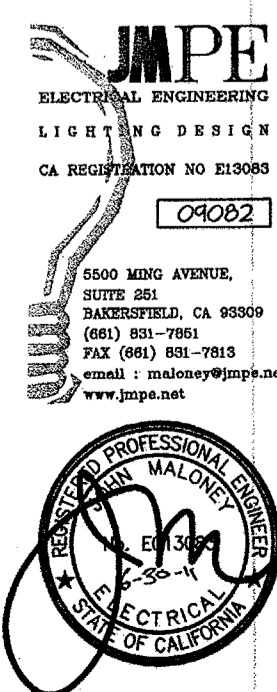 JMPE
ELECTRICAL ENGINEERING
LIGHTING DESIGN
CA REGISTRATION NO E13083
09082
5500 MING AVENUE,
SUITE 251
BAKERSFIELD, CA 93309
(661) 831-7851
FAX (661) 831-7813
email : maloney@jmpe.ne
www.jmpe.net
REGISTERED PROFESSIONAL ENGINEER
JOHN MALONEY
NO. E013083
6-30-11
ELECTRICAL
STATE OF CALIFORNIA